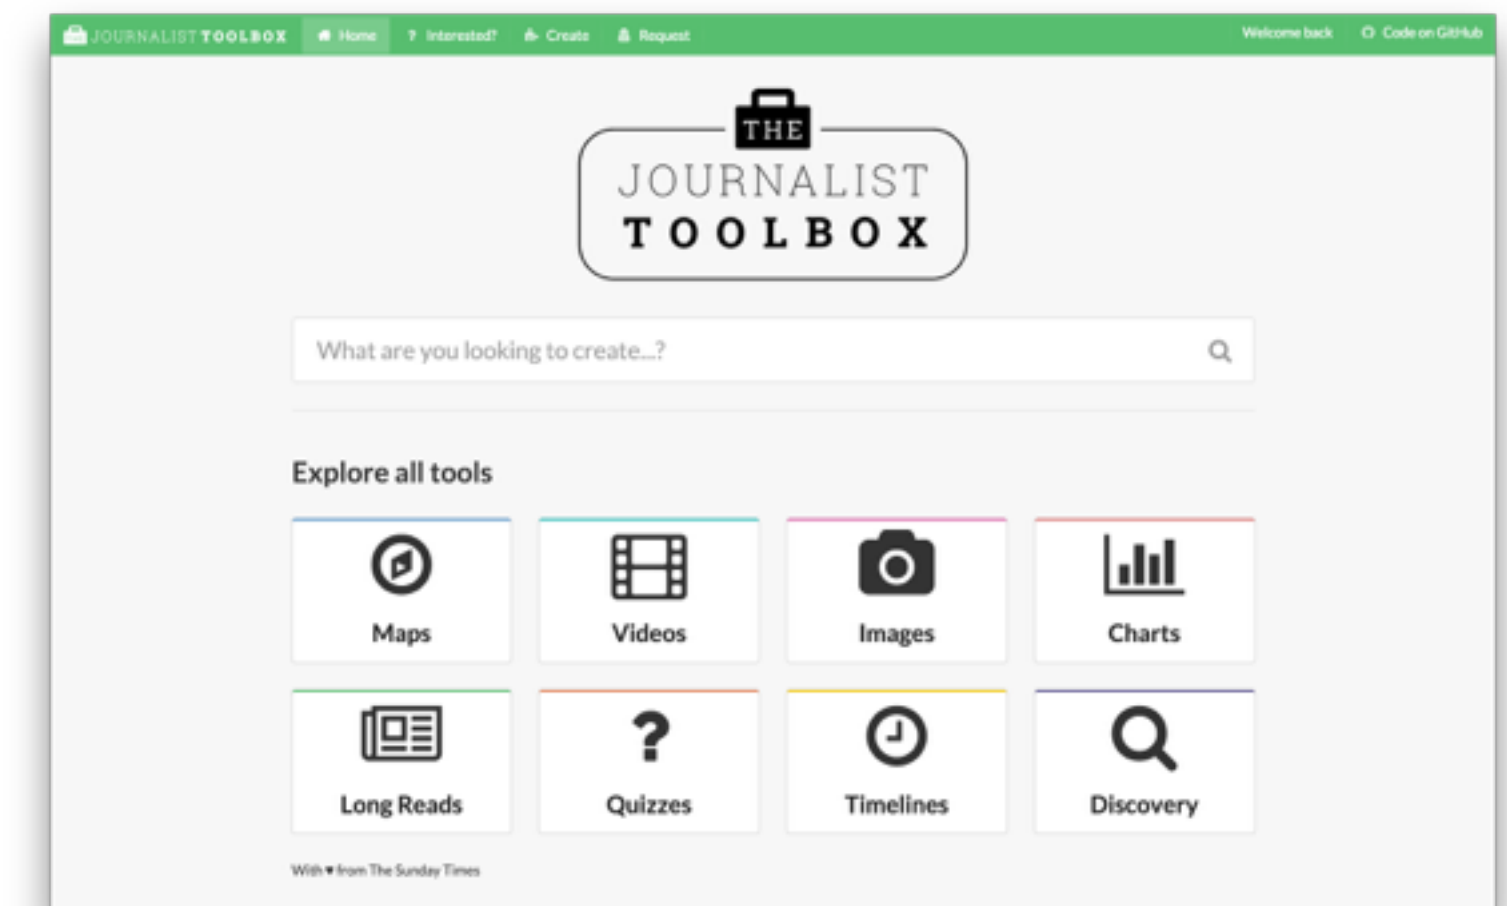 JOURNALIST TOOLBOX Home ? Interested? Create Request Welcome back Code on GitHub
THE
JOURNALIST
TOOLBOX
What are you looking to create...?
Explore all tools
Maps Videos Images Charts
?
Long Reads Quizzes Timelines Discovery
With ♥ from The Sunday Times